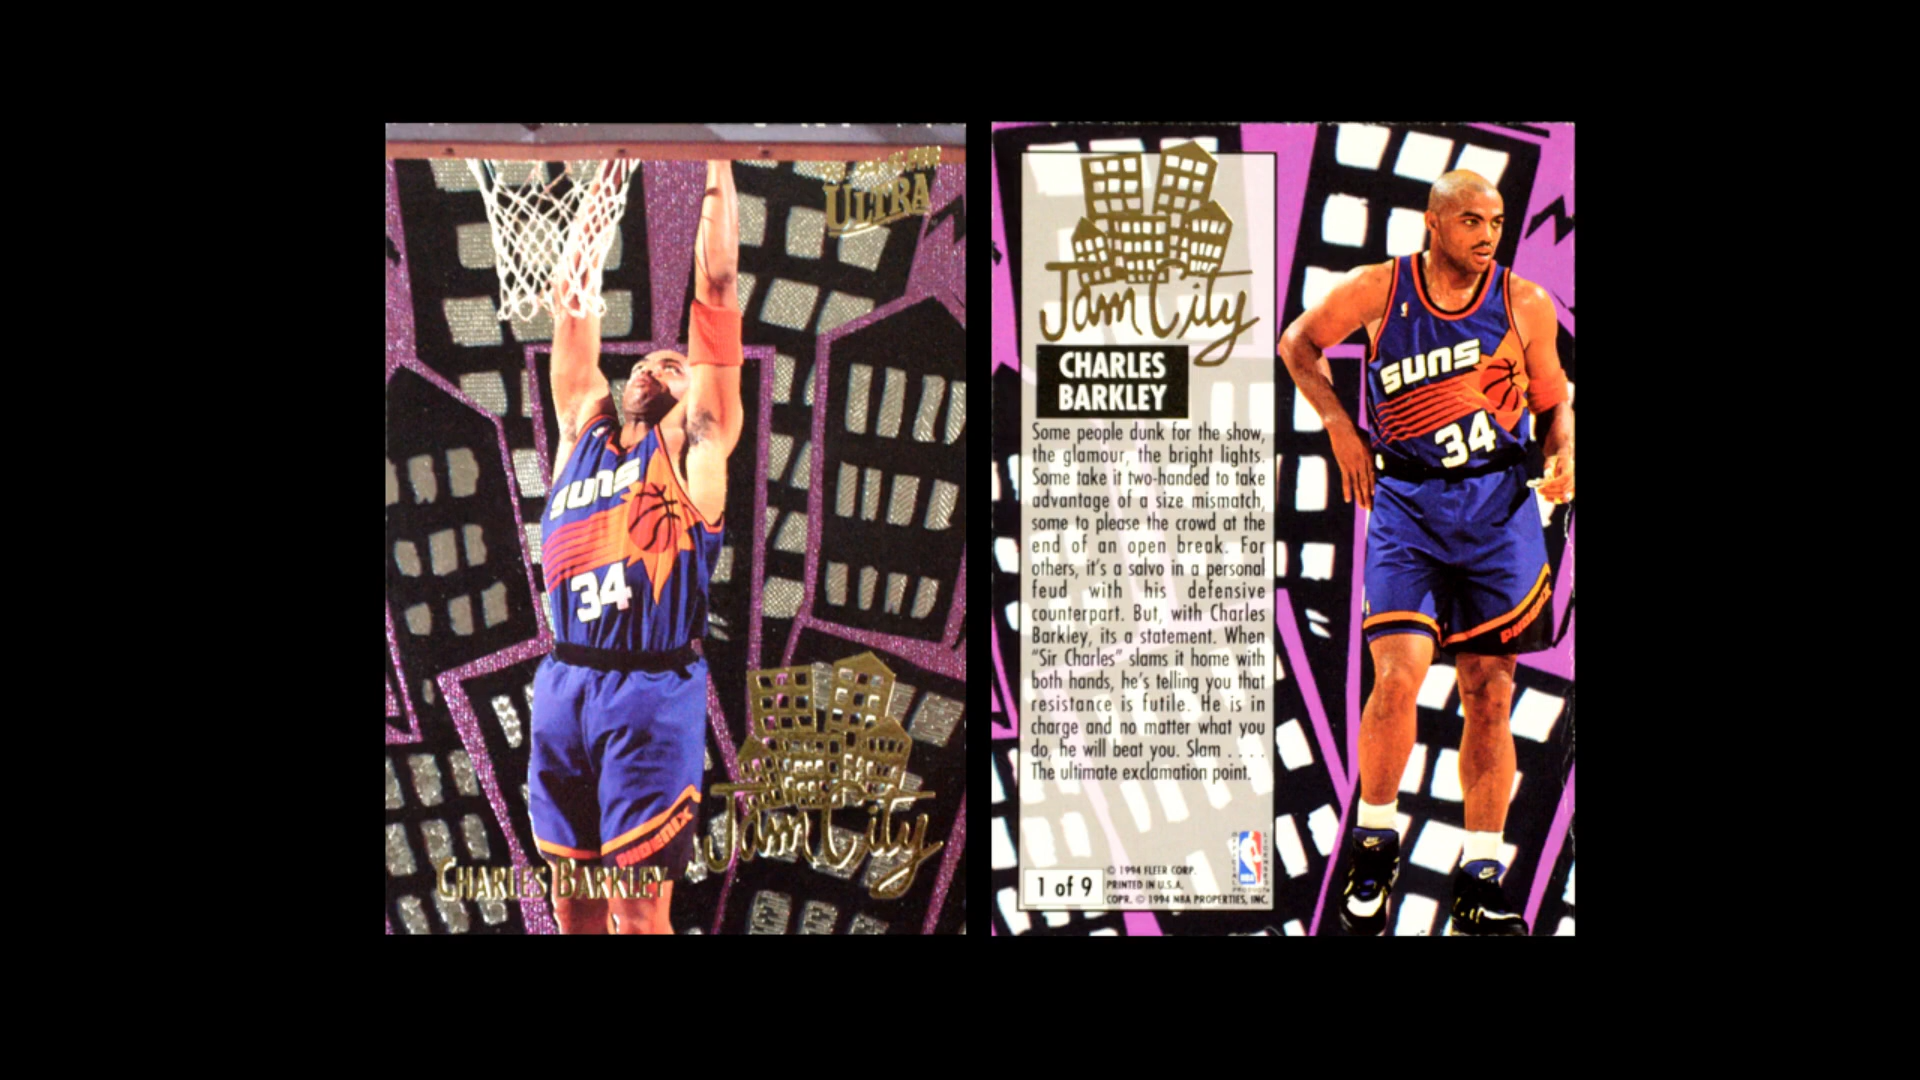 ULTRA
SUNS
34
Jam City
PHOENIX
CHARLES BARKLEY
Jam City
CHARLES
BARKLEY
Some people dunk for the show,
the glamour, the bright lights.
Some take it two-handed to take
advantage of a size mismatch,
some to please the crowd at the
end of an open break. For
others, it's a salvo in a personal
feud with his defensive
counterpart. But, with Charles
Barkley, its a statement. When
"Sir Charles" slams it home with
both hands, he's telling you that
resistance is futile. He is in
charge and no matter what you
do, he will beat you. Slam . . . .
The ultimate exclamation point.
1 of 9
© 1994 FLEER CORP.
PRINTED IN U.S.A.
COPR. © 1994 NBA PROPERTIES, INC.
SUNS
34
PHOENIX